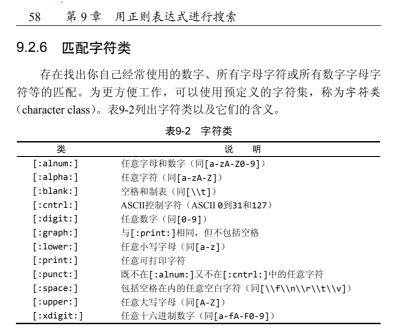 58 第 9 章 用正则表达式进行搜索
9.2.6 匹配字符类
存在找出你自己经常使用的数字、所有字母字符或所有数字字母字
符等的匹配。为更方便工作,可以使用预定义的字符集,称为字符类
(character class)。表9-2列出字符类以及它们的含义。
表9-2 字符类
类 说 明
[:alnum:] 任意字母和数字(同[a-zA-Z0-9])
[:alpha:] 任意字符(同[a-zA-Z])
[:blank:] 空格和制表(同[\\t])
[:cntrl:] ASCII控制字符(ASCII 0到31和127)
[:digit:] 任意数字(同[0-9])
[:graph:] 与[:print:]相同,但不包括空格
[:lower:] 任意小写字母(同[a-z])
[:print:] 任意可打印字符
[:punct:] 既不在[:alnum:]又不在[:cntrl:]中的任意字符
[:space:] 包括空格在内的任意空白字符(同[\\f\\n\\r\\t\\v])
[:upper:] 任意大写字母(同[A-Z])
[:xdigit:] 任意十六进制数字(同[a-fA-F0-9])